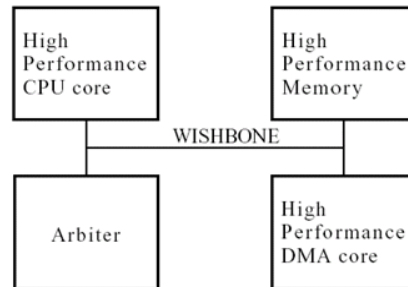 High
Performance
CPU core
High
Performance
Memory
WISHBONE
Arbiter
High
Performance
DMA core